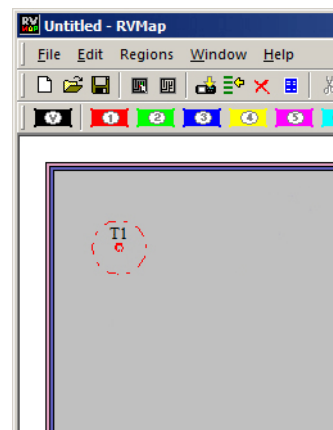 RV MAP Untitled - RVMap
File Edit Regions Window Help
V 1 2 3 4 5
T1